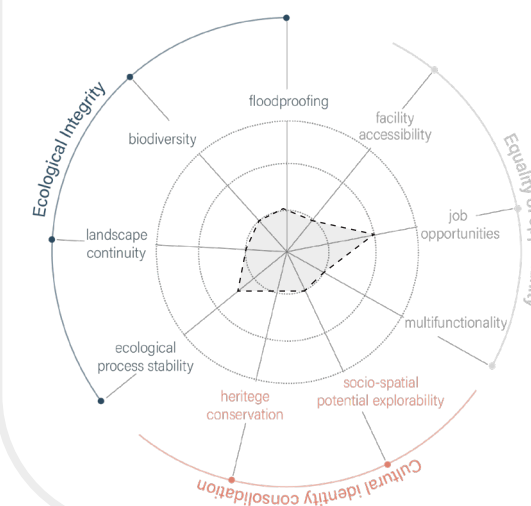 floodproofing
facility
accessibility
job
opportunities
multifunctionality
socio-spatial
potential explorability
heritege
conservation
ecological
process stability
landscape
continuity
biodiversity
Ecological Integrity
Equality
Cultural identity consolidation